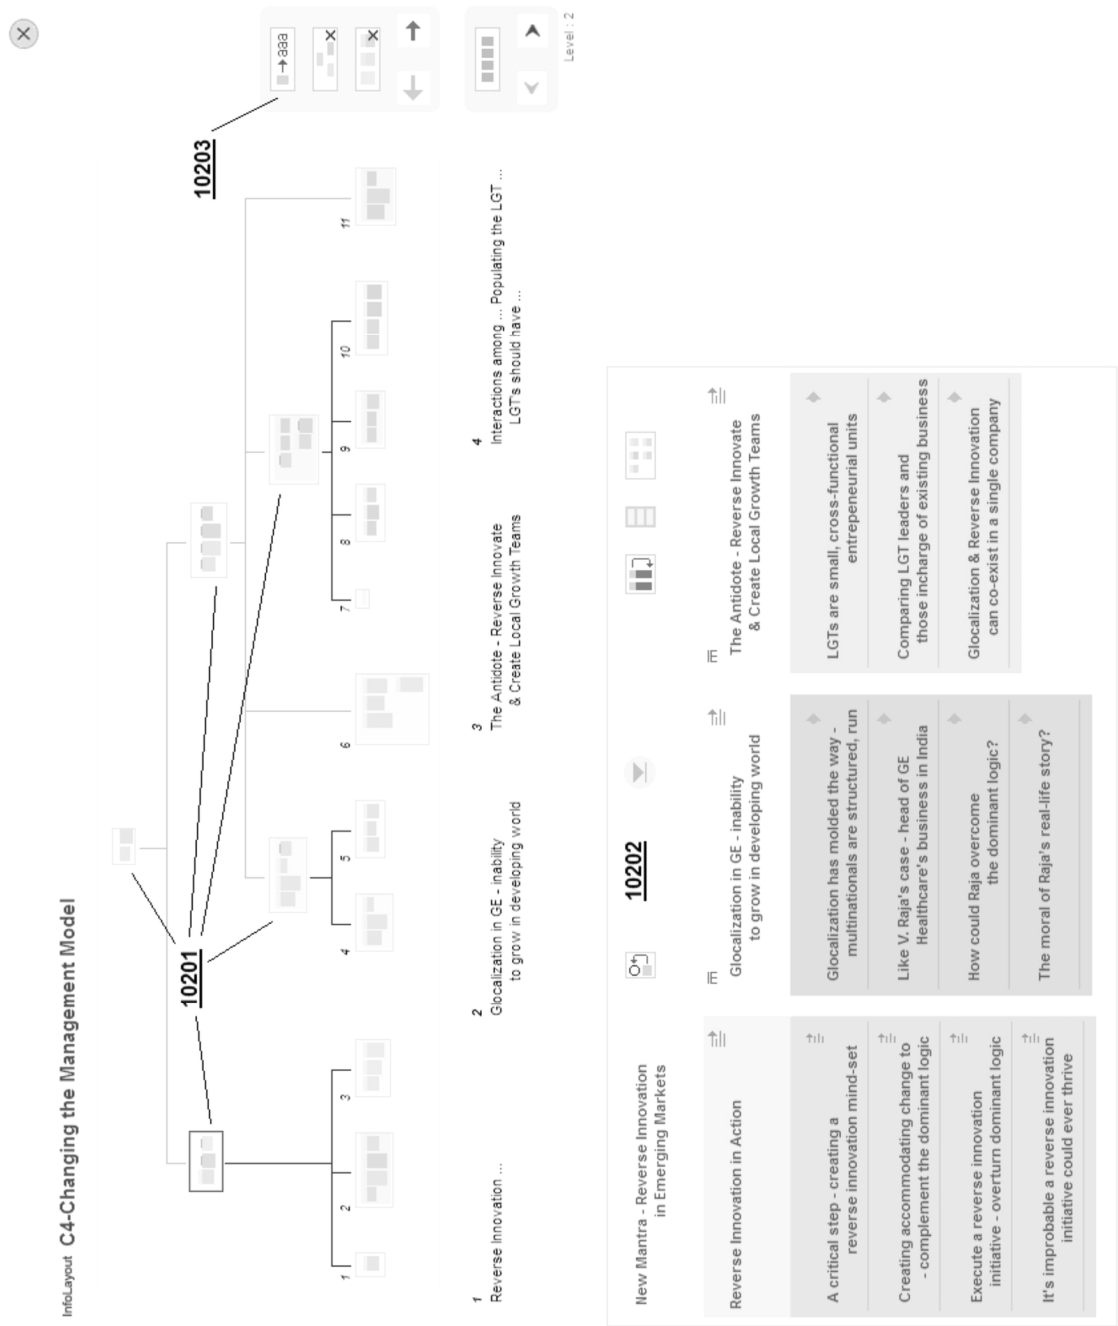 InfoLayout C4-Changing the Management Model
10201
10203
aaa
1
2
3
4
5
6
7
8
9
10
11
1
Reverse Innovation ...
2
Glocalization in GE - inability
to grow in developing world
3
The Antidote - Reverse Innovate
& Create Local Growth Teams
4
Interactions among ... Populating the LGT ...
LGT's should have ...
Level : 2
New Mantra - Reverse Innovation
in Emerging Markets
10202
Reverse Innovation in Action
A critical step - creating a
reverse innovation mind-set
Creating accommodating change to
- complement the dominant logic
Execute a reverse innovation
initiative - overturn dominant logic
It's improbable a reverse innovation
initiative could ever thrive
Glocalization in GE - inability
to grow in developing world
Glocalization has molded the way -
multinationals are structured, run
Like V. Raja's case - head of GE
Healthcare's business in India
How could Raja overcome
the dominant logic?
The moral of Raja's real-life story?
The Antidote - Reverse Innovate
& Create Local Growth Teams
LGTs are small, cross-functional
entrepeneurial units
Comparing LGT leaders and
those incharge of existing business
Glocalization & Reverse Innovation
can co-exist in a single company